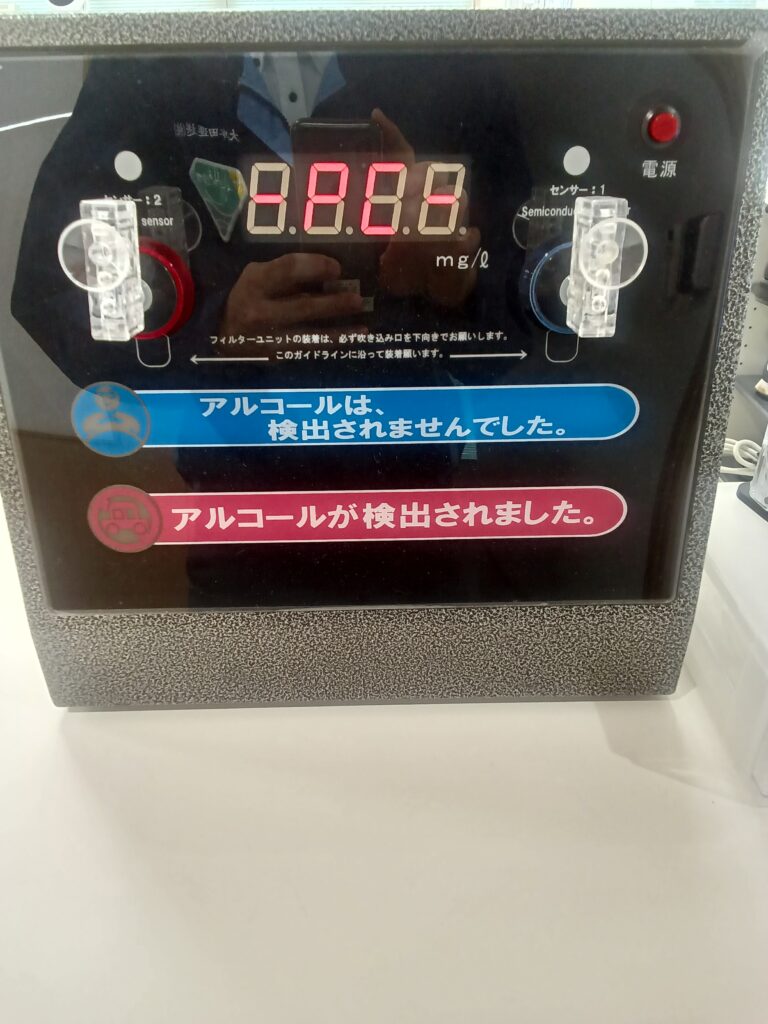 -PC-
mg/ℓ
電源
センサー：2
sensor
センサー：1
フィルターユニットの装着は、必ず吹き込み口を下向きでお願いします。
このガイドラインに沿って装着願います。
アルコールは、
検出されませんでした。
アルコールが検出されました。